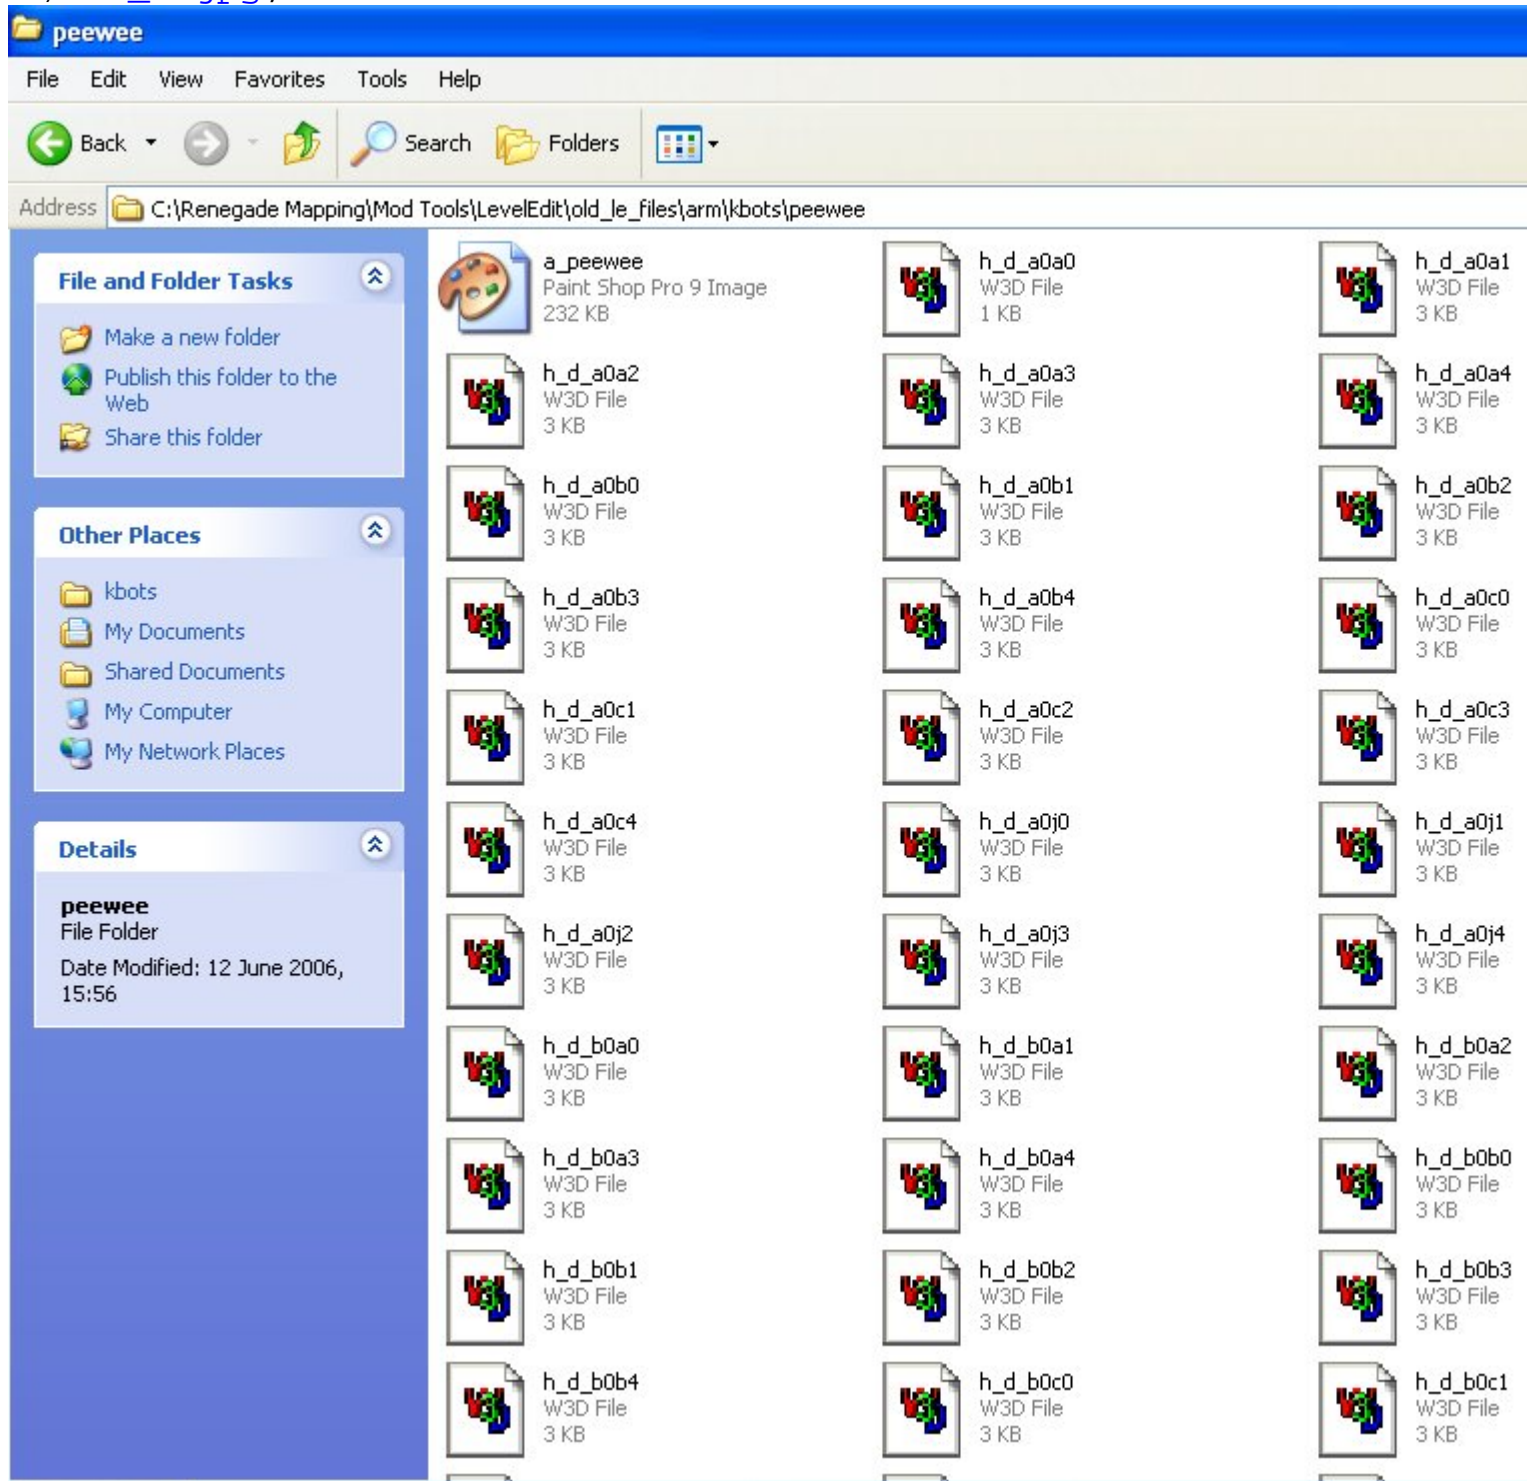 peewee
File Edit View Favorites Tools Help
Back Search Folders
Address C:\Renegade Mapping\Mod Tools\LevelEdit\old_le_files\arm\kbots\peewee
File and Folder Tasks
Make a new folder
Publish this folder to the
Web
Share this folder
Other Places
kbots
My Documents
Shared Documents
My Computer
My Network Places
Details
peewee
File Folder
Date Modified: 12 June 2006,
15:56
a_peewee h_d_a0a0 h_d_a0a1
Paint Shop Pro 9 Image W3D File W3D File
232 KB 1 KB 3 KB
h_d_a0a2 h_d_a0a3 h_d_a0a4
W3D File W3D File W3D File
3 KB 3 KB 3 KB
h_d_a0b0 h_d_a0b1 h_d_a0b2
W3D File W3D File W3D File
3 KB 3 KB 3 KB
h_d_a0b3 h_d_a0b4 h_d_a0c0
W3D File W3D File W3D File
3 KB 3 KB 3 KB
h_d_a0c1 h_d_a0c2 h_d_a0c3
W3D File W3D File W3D File
3 KB 3 KB 3 KB
h_d_a0c4 h_d_a0j0 h_d_a0j1
W3D File W3D File W3D File
3 KB 3 KB 3 KB
h_d_a0j2 h_d_a0j3 h_d_a0j4
W3D File W3D File W3D File
3 KB 3 KB 3 KB
h_d_b0a0 h_d_b0a1 h_d_b0a2
W3D File W3D File W3D File
3 KB 3 KB 3 KB
h_d_b0a3 h_d_b0a4 h_d_b0b0
W3D File W3D File W3D File
3 KB 3 KB 3 KB
h_d_b0b1 h_d_b0b2 h_d_b0b3
W3D File W3D File W3D File
3 KB 3 KB 3 KB
h_d_b0b4 h_d_b0c0 h_d_b0c1
W3D File W3D File W3D File
3 KB 3 KB 3 KB